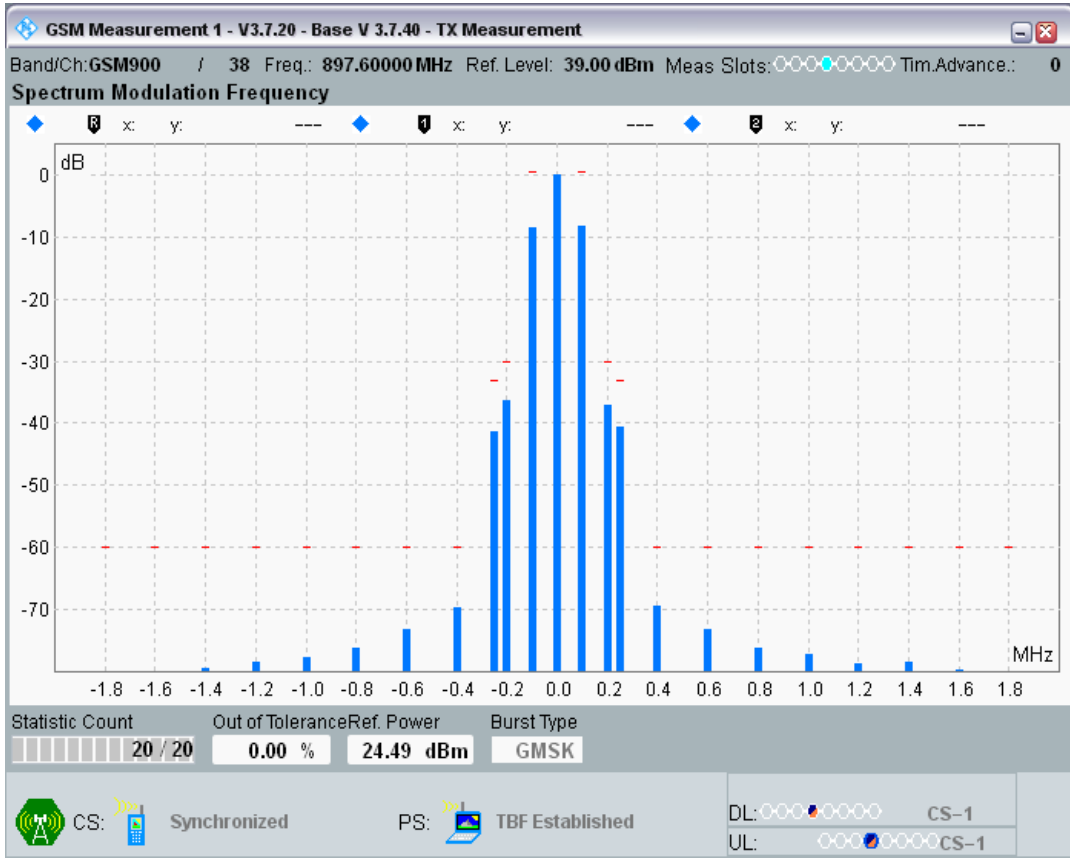 GSM Measurement 1 - V3.7.20 - Base V 3.7.40 - TX Measurement
Band/Ch:GSM900 / 38 Freq.: 897.60000 MHz Ref. Level: 39.00 dBm Meas Slots: Tim.Advance.: 0
Spectrum Modulation Frequency
R x: y: --- 1 x: y: --- 2 x: y: ---
dB
0
-10
-20
-30
-40
-50
-60
-70
MHz
-1.8 -1.6 -1.4 -1.2 -1.0 -0.8 -0.6 -0.4 -0.2 0.0 0.2 0.4 0.6 0.8 1.0 1.2 1.4 1.6 1.8
Statistic Count Out of Tolerance Ref. Power Burst Type
20 / 20 0.00 % 24.49 dBm GMSK
CS: Synchronized PS: TBF Established
DL: CS-1
UL: CS-1